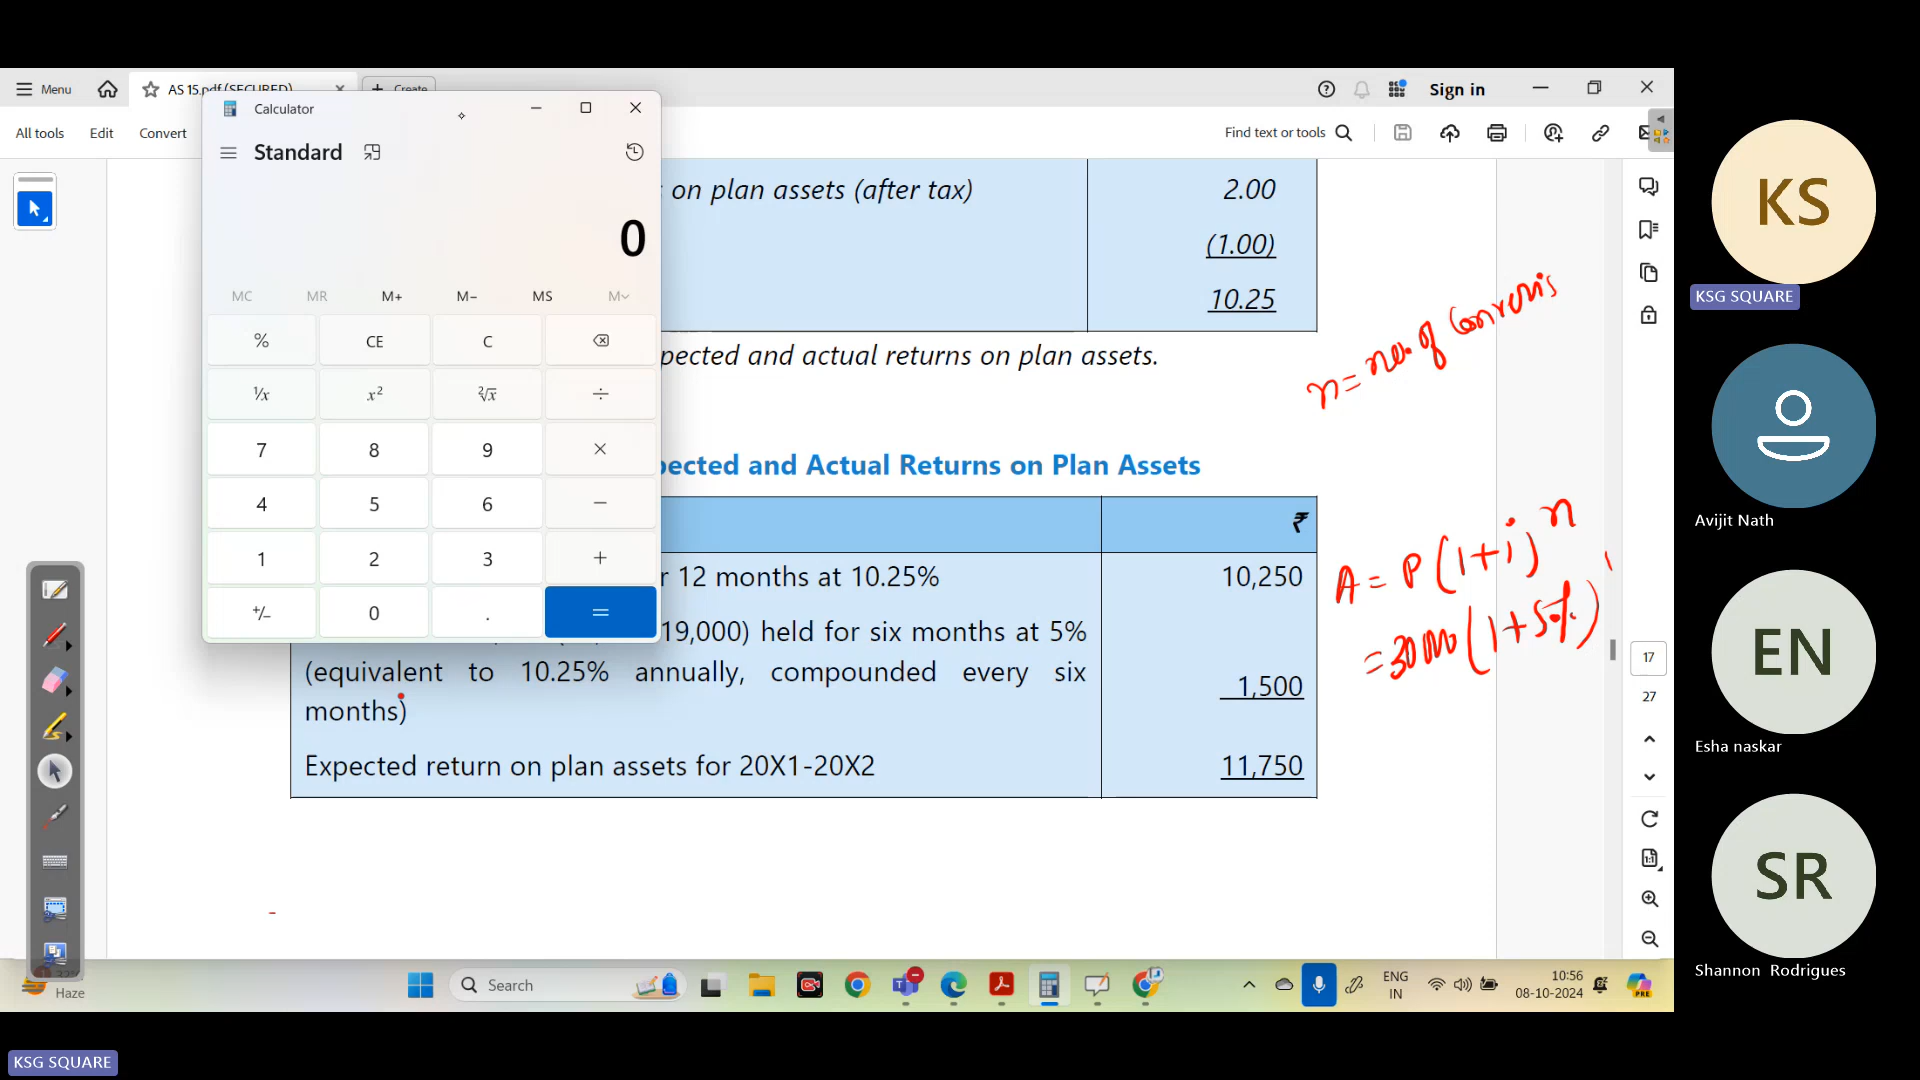 Menu
AS 15.pdf (SECURED)
Create
Sign in
All tools
Edit
Convert
Find text or tools
Calculator
Standard
0
MC MR M+ M− MS M
% CE C
¹/x x² ²√x ÷
7 8 9 ×
4 5 6 −
1 2 3 +
+/− 0 . =
on plan assets (after tax) 2.00
(1.00)
10.25
pected and actual returns on plan assets.
n = no. of
pected and Actual Returns on Plan Assets
₹
r 12 months at 10.25% 10,250
19,000) held for six months at 5%
(equivalent to 10.25% annually, compounded every six
months) 1,500
Expected return on plan assets for 20X1-20X2 11,750
A = P(1+i)ⁿ
= 30000(1+5%)
17
27
Haze
Search
ENG
IN
10:56
08-10-2024
PRE
KS
KSG SQUARE
Avijit Nath
EN
Esha naskar
SR
Shannon Rodrigues
KSG SQUARE